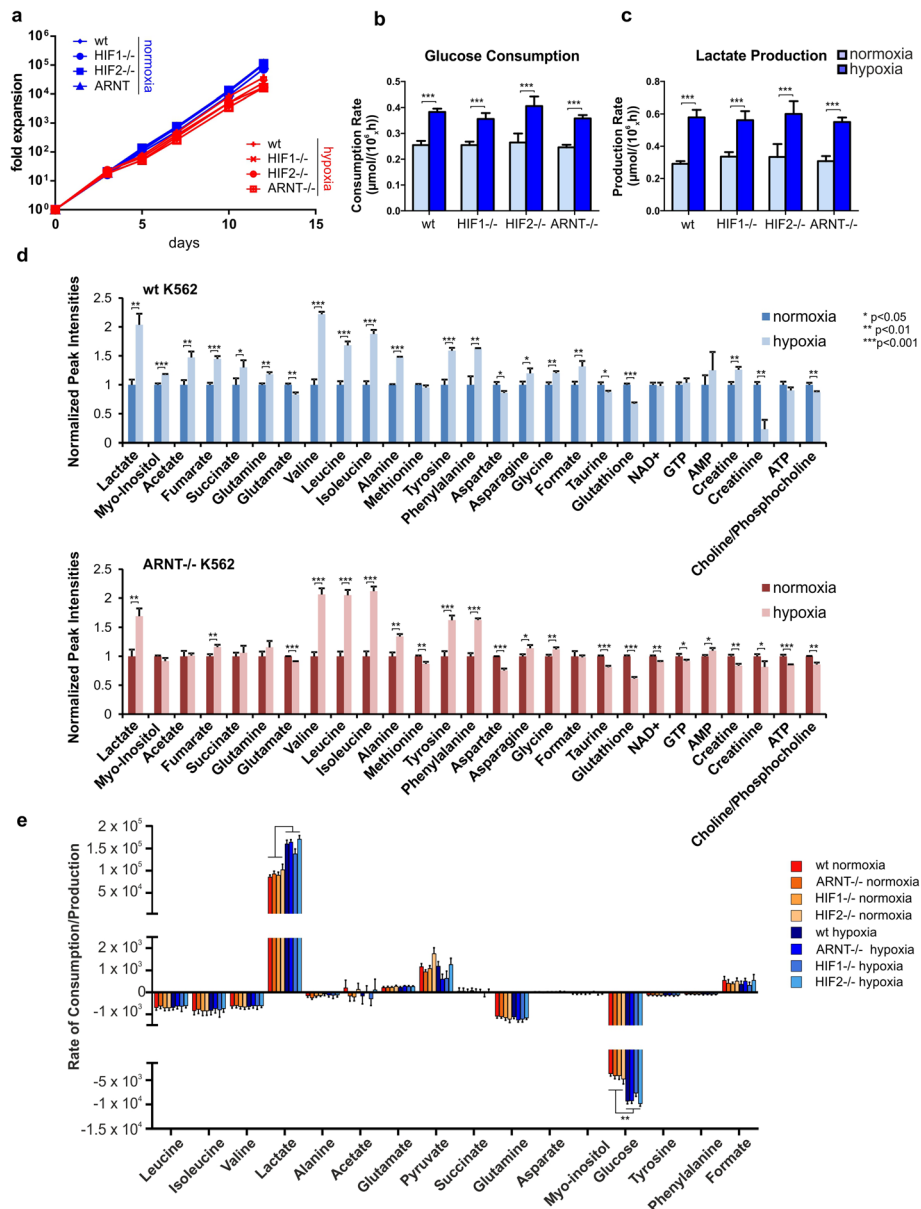 a
fold expansion
10⁶
10⁵
10⁴
10³
10²
10¹
10⁰
0
5
10
15
days
wt
HIF1-/-
HIF2-/-
ARNT
normoxia
wt
HIF1-/-
HIF2-/-
ARNT-/-
hypoxia
b
Glucose Consumption
Consumption Rate
(µmol/(10⁶ₓh))
0.4
0.3
0.2
0.1
0.0
***
***
***
***
wt
HIF1-/-
HIF2-/-
ARNT-/-
c
Lactate Production
normoxia
hypoxia
Production Rate
(µmol/(10⁶ₓh))
0.8
0.6
0.4
0.2
0.0
***
***
***
***
wt
HIF1-/-
HIF2-/-
ARNT-/-
d
wt K562
Normalized Peak Intensities
2.5
2
1.5
1
0.5
0
** *** ** *** * ** ** *** *** *** *** *** ** * * ** ** * *** ** ** **
normoxia
hypoxia
* p<0.05
** p<0.01
***p<0.001
Lactate
Myo-Inositol
Acetate
Fumarate
Succinate
Glutamine
Glutamate
Valine
Leucine
Isoleucine
Alanine
Methionine
Tyrosine
Phenylalanine
Aspartate
Asparagine
Glycine
Formate
Taurine
Glutathione
NAD+
GTP
AMP
Creatine
Creatinine
ATP
Choline/Phosphocholine
ARNT-/- K562
Normalized Peak Intensities
2.5
2
1.5
1
0.5
0
** ** *** *** *** *** ** ** *** *** *** * ** *** *** ** * * ** * *** **
normoxia
hypoxia
Lactate
Myo-Inositol
Acetate
Fumarate
Succinate
Glutamine
Glutamate
Valine
Leucine
Isoleucine
Alanine
Methionine
Tyrosine
Phenylalanine
Aspartate
Asparagine
Glycine
Formate
Taurine
Glutathione
NAD+
GTP
AMP
Creatine
Creatinine
ATP
Choline/Phosphocholine
e
Rate of Consumption/Production
2 x 10⁵
1.5 x 10⁵
1 x 10⁵
5 x 10⁴
2 x 10³
1 x 10³
0
-1 x 10³
-5 x 10³
-1 x 10⁴
-1.5 x 10⁴
**
wt normoxia
ARNT-/- normoxia
HIF1-/- normoxia
HIF2-/- normoxia
wt hypoxia
ARNT-/- hypoxia
HIF1-/- hypoxia
HIF2-/- hypoxia
Leucine
Isoleucine
Valine
Lactate
Alanine
Acetate
Glutamate
Pyruvate
Succinate
Glutamine
Asparate
Myo-inositol
Glucose
Tyrosine
Phenylalanine
Formate